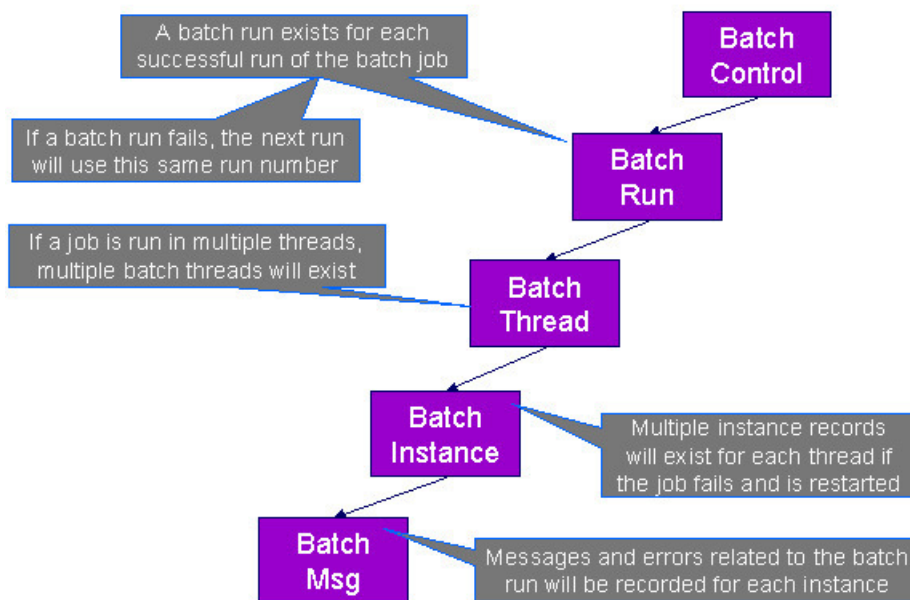 A batch run exists for each
successful run of the batch job
Batch
Control
If a batch run fails, the next run
will use this same run number
Batch
Run
If a job is run in multiple threads,
multiple batch threads will exist
Batch
Thread
Batch
Instance
Multiple instance records
will exist for each thread if
the job fails and is restarted
Batch
Msg
Messages and errors related to the batch
run will be recorded for each instance